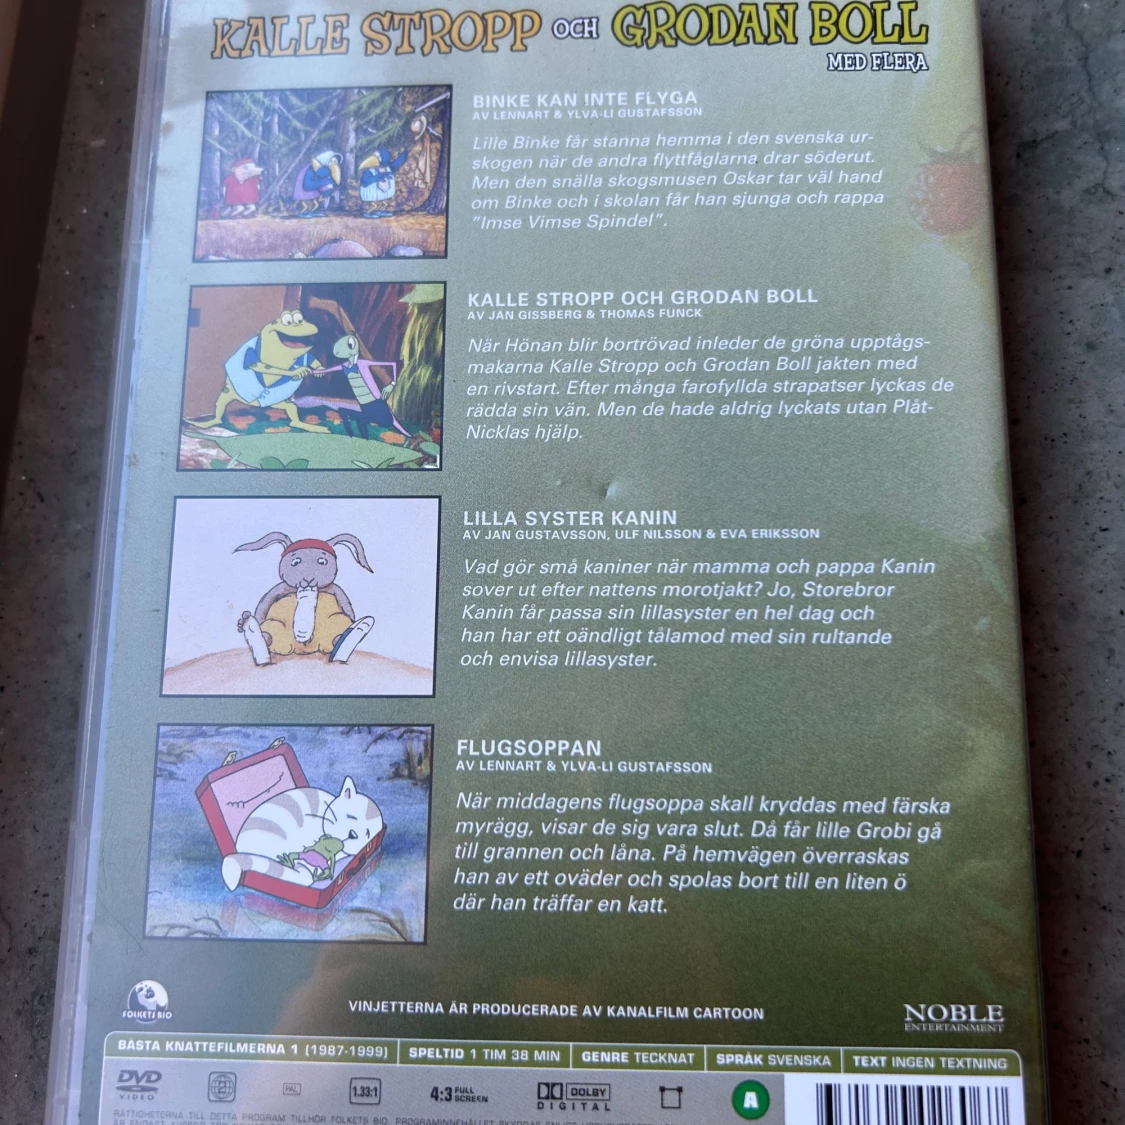 KALLE STROPP OCH GRODAN BOLL
MED FLERA
BINKE KAN INTE FLYGA
AV LENNART & YLVA-LI GUSTAFSSON
Lille Binke får stanna hemma i den svenska ur-
skogen när de andra flyttfåglarna drar söderut.
Men den snälla skogsmusen Oskar tar väl hand
om Binke och i skolan får han sjunga och rappa
"Imse Vimse Spindel".
KALLE STROPP OCH GRODAN BOLL
AV JAN GISSBERG & THOMAS FUNCK
När Hönan blir bortrövad inleder de gröna upptågs-
makarna Kalle Stropp och Grodan Boll jakten med
en rivstart. Efter många farofyllda strapatser lyckas de
rädda sin vän. Men de hade aldrig lyckats utan Plåt-
Nicklas hjälp.
LILLA SYSTER KANIN
AV JAN GUSTAVSSON, ULF NILSSON & EVA ERIKSSON
Vad gör små kaniner när mamma och pappa Kanin
sover ut efter nattens morotjakt? Jo, Storebror
Kanin får passa sin lillasyster en hel dag och
han har ett oändligt tålamod med sin rultande
och envisa lillasyster.
FLUGSOPPAN
AV LENNART & YLVA-LI GUSTAFSSON
När middagens flugsoppa skall kryddas med färska
myrägg, visar de sig vara slut. Då får lille Grobi gå
till grannen och låna. På hemvägen överraskas
han av ett oväder och spolas bort till en liten ö
där han träffar en katt.
FOLKETS BIO
VINJETTERNA ÄR PRODUCERADE AV KANALFILM CARTOON
NOBLE
ENTERTAINMENT
BÄSTA KNATTEFILMERNA 1 (1987-1999) SPELTID 1 TIM 38 MIN GENRE TECKNAT SPRÅK SVENSKA TEXT INGEN TEXTNING
DVD VIDEO 2 PAL 1.33:1 4:3 FULL SCREEN DOLBY DIGITAL A
RÄTTIGHETERNA TILL DETTA PROGRAM TILLHÖR FOLKETS BIO. PROGRAMINNEHÅLLET SKYDDAS ENLIGT